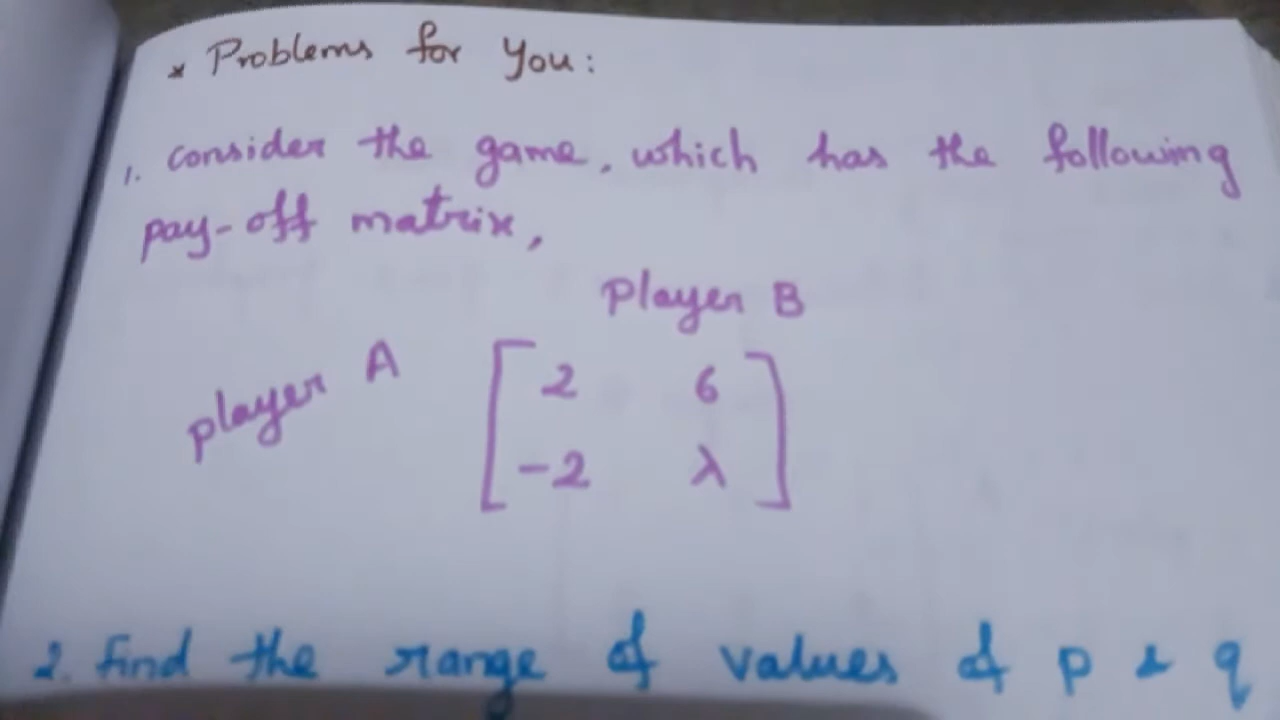 * Problems for You:
1. consider the game, which has the following
pay-off matrix,
Player B
player A
2 6
-2 λ
2. Find the range of values of p & q